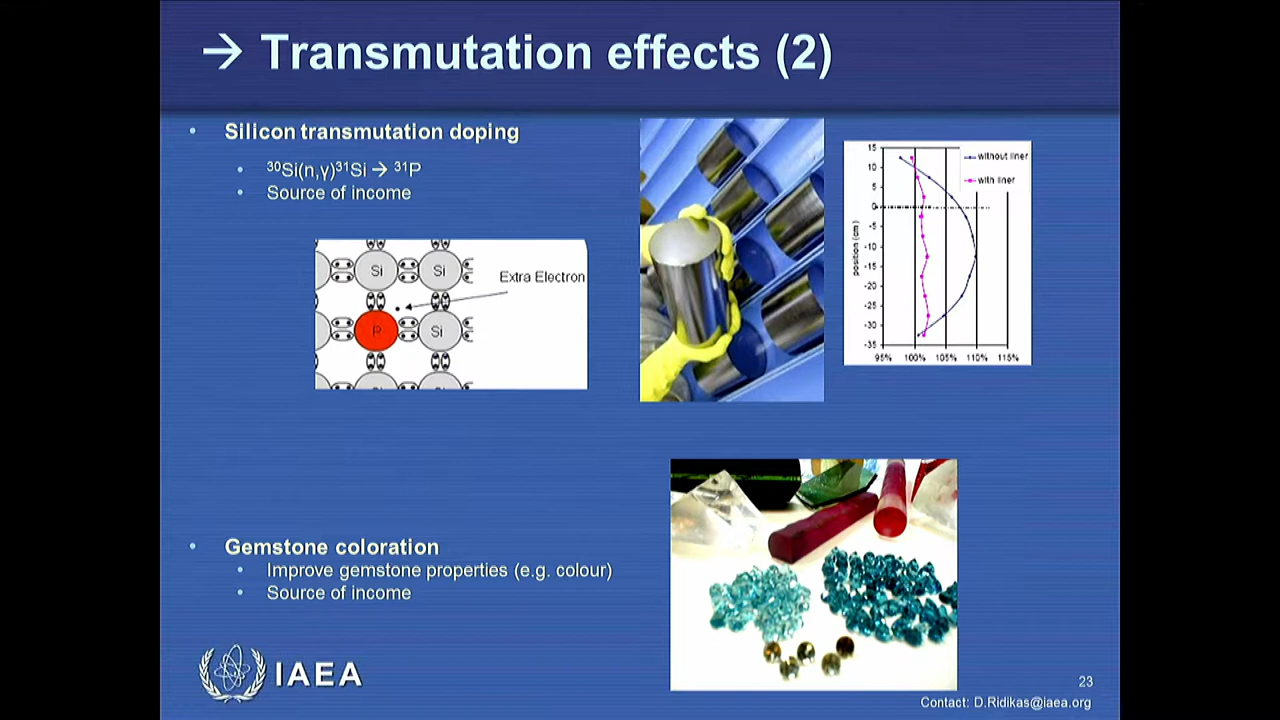 → Transmutation effects (2)
• Silicon transmutation doping
• ³⁰Si(n,γ)³¹Si → ³¹P
• Source of income
Si Si
Extra Electron
P Si
without liner
with liner
position (cm)
15
10
5
0
-5
-10
-15
-20
-25
-30
-35
95% 100% 105% 110% 115%
• Gemstone coloration
• Improve gemstone properties (e.g. colour)
• Source of income
IAEA
23
Contact: D.Ridikas@iaea.org